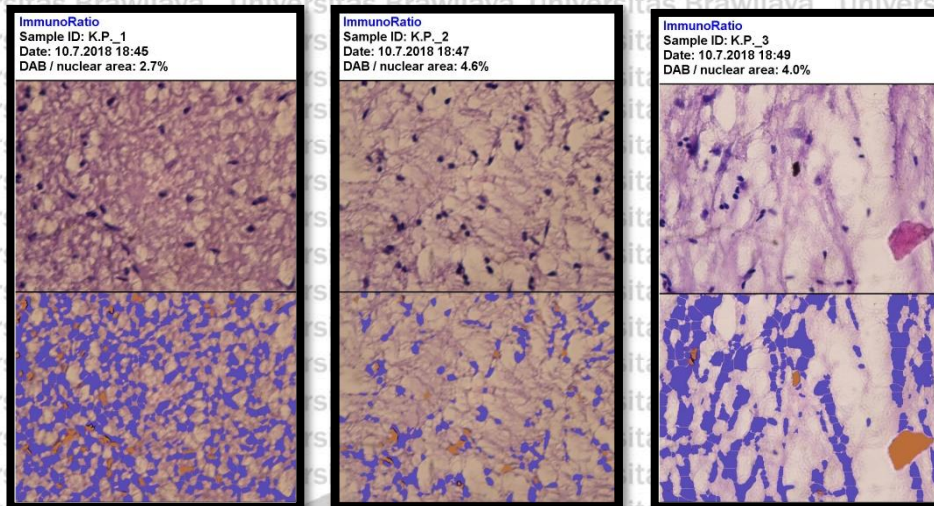 ImmunoRatio
Sample ID: K.P._1
Date: 10.7.2018 18:45
DAB / nuclear area: 2.7%
ImmunoRatio
Sample ID: K.P._2
Date: 10.7.2018 18:47
DAB / nuclear area: 4.6%
ImmunoRatio
Sample ID: K.P._3
Date: 10.7.2018 18:49
DAB / nuclear area: 4.0%